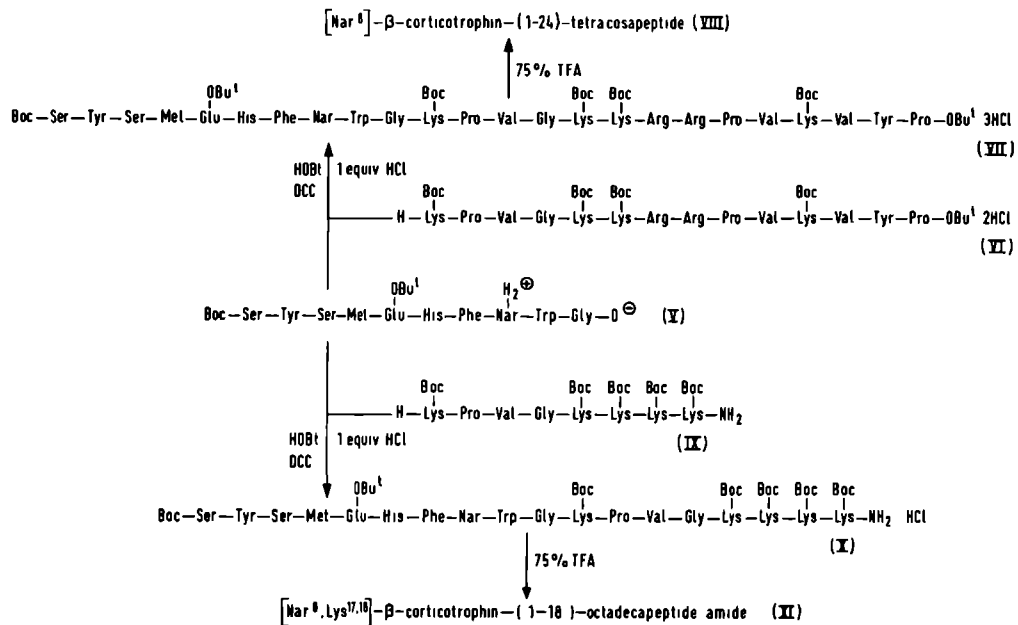 [Nar⁸]-β-corticotrophin-(1-24)-tetracosapeptide (VIII)
75% TFA
OBuᵗ Boc Boc Boc Boc
Boc-Ser-Tyr-Ser-Met-Glu-His-Phe-Nar-Trp-Gly-Lys-Pro-Val-Gly-Lys-Lys-Arg-Arg-Pro-Val-Lys-Val-Tyr-Pro-OBuᵗ 3HCl
(VII)
HOBt 1 equiv HCl
DCC
Boc Boc Boc Boc
H-Lys-Pro-Val-Gly-Lys-Lys-Arg-Arg-Pro-Val-Lys-Val-Tyr-Pro-OBuᵗ 2HCl
(VI)
OBuᵗ H₂⊕
Boc-Ser-Tyr-Ser-Met-Glu-His-Phe-Nar-Trp-Gly-O⊖ (V)
Boc Boc Boc Boc Boc
H-Lys-Pro-Val-Gly-Lys-Lys-Lys-Lys-NH₂
(IX)
HOBt 1 equiv HCl
DCC
OBuᵗ Boc Boc Boc Boc Boc
Boc-Ser-Tyr-Ser-Met-Glu-His-Phe-Nar-Trp-Gly-Lys-Pro-Val-Gly-Lys-Lys-Lys-Lys-NH₂ HCl
(X)
75% TFA
[Nar⁸, Lys¹⁷,¹⁸]-β-corticotrophin-(1-18)-octadecapeptide amide (XI)